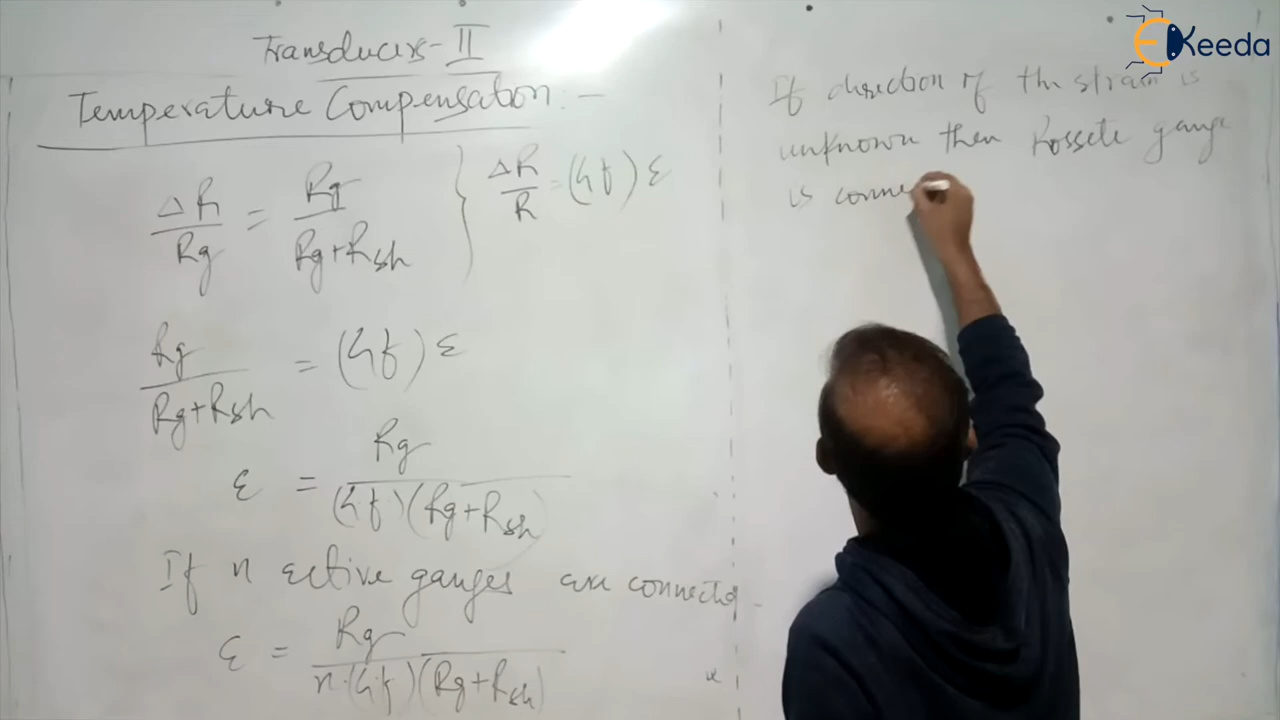 Transducers-II
Temperature Compensation :-
ΔR/Rg = Rg/(Rg+Rsh) } ΔR/R = (Gf) ε
Rg/(Rg+Rsh) = (Gf) ε
ε = Rg/((Gf)(Rg+Rsh))
If n active gauges are connected
ε = Rg/(n.(Gf)(Rg+Rsh))
If direction of the strain is
unknown then Rossete gauge
is conne
EKeeda